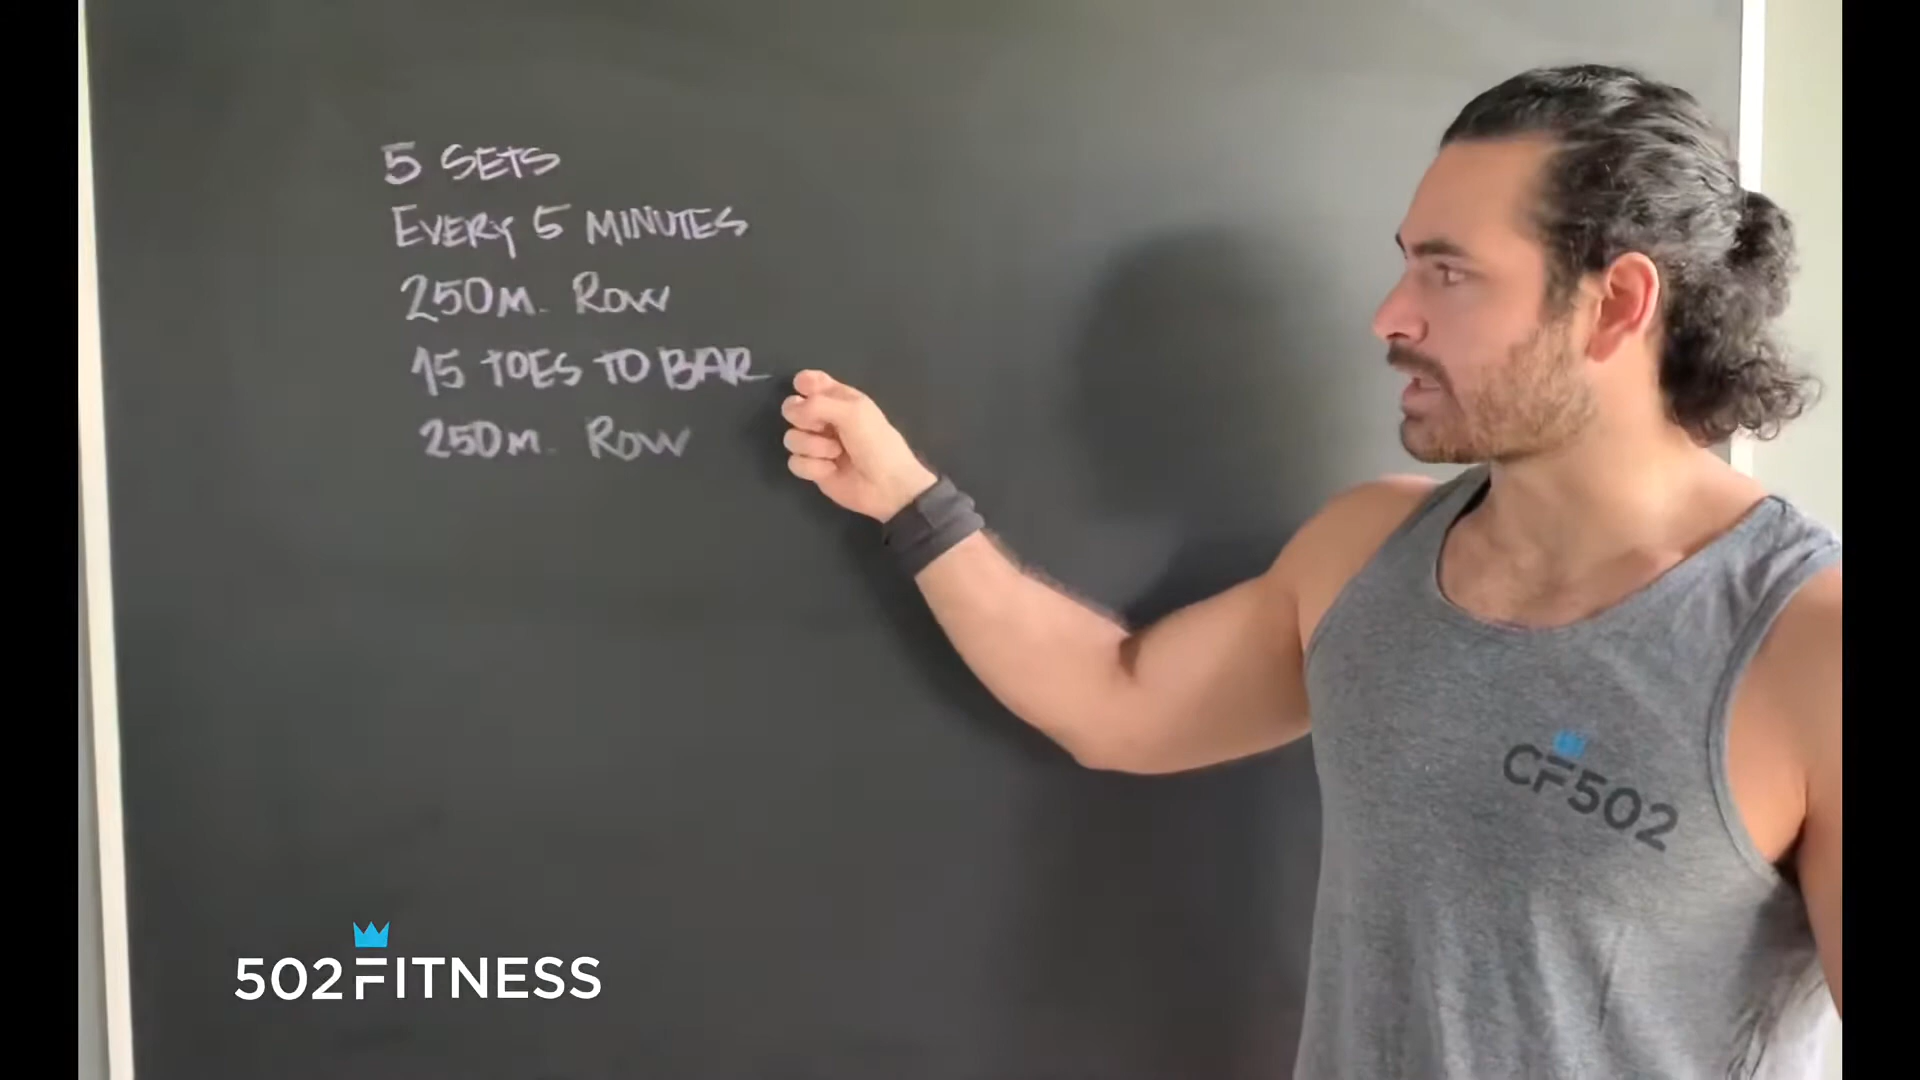 5 SETS
EVERY 5 MINUTES
250M. ROW
15 TOES TO BAR
250M. ROW
CF502
502FITNESS